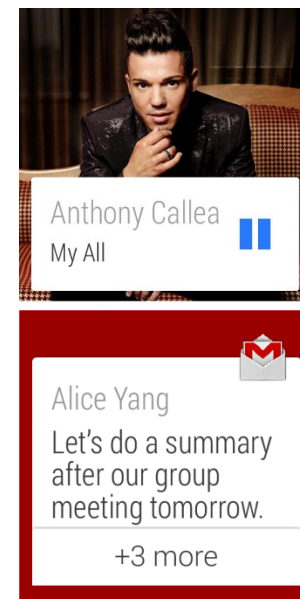 Anthony Callea
My All
Alice Yang
Let's do a summary
after our group
meeting tomorrow.
+3 more